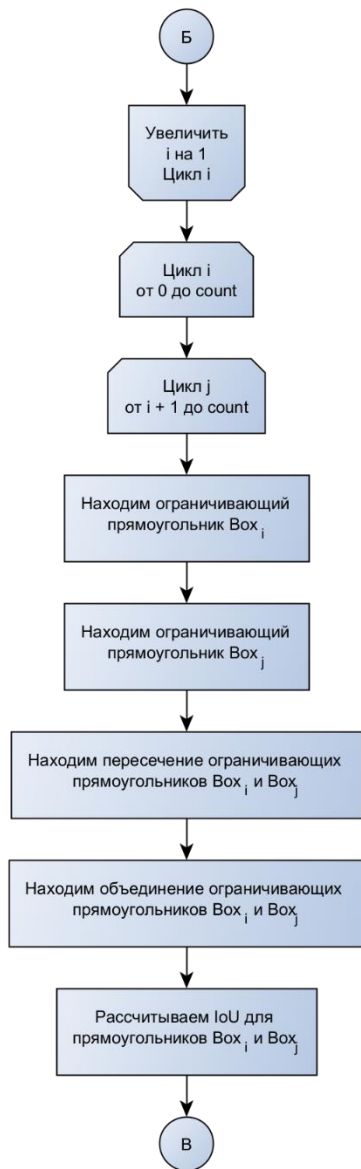 Б
Увеличить
i на 1
Цикл i
Цикл i
от 0 до count
Цикл j
от i + 1 до count
Находим ограничивающий
прямоугольник Box i
Находим ограничивающий
прямоугольник Box j
Находим пересечение ограничивающих
прямоугольников Box i и Box j
Находим объединение ограничивающих
прямоугольников Box i и Box j
Рассчитываем IoU для
прямоугольников Box i и Box j
В